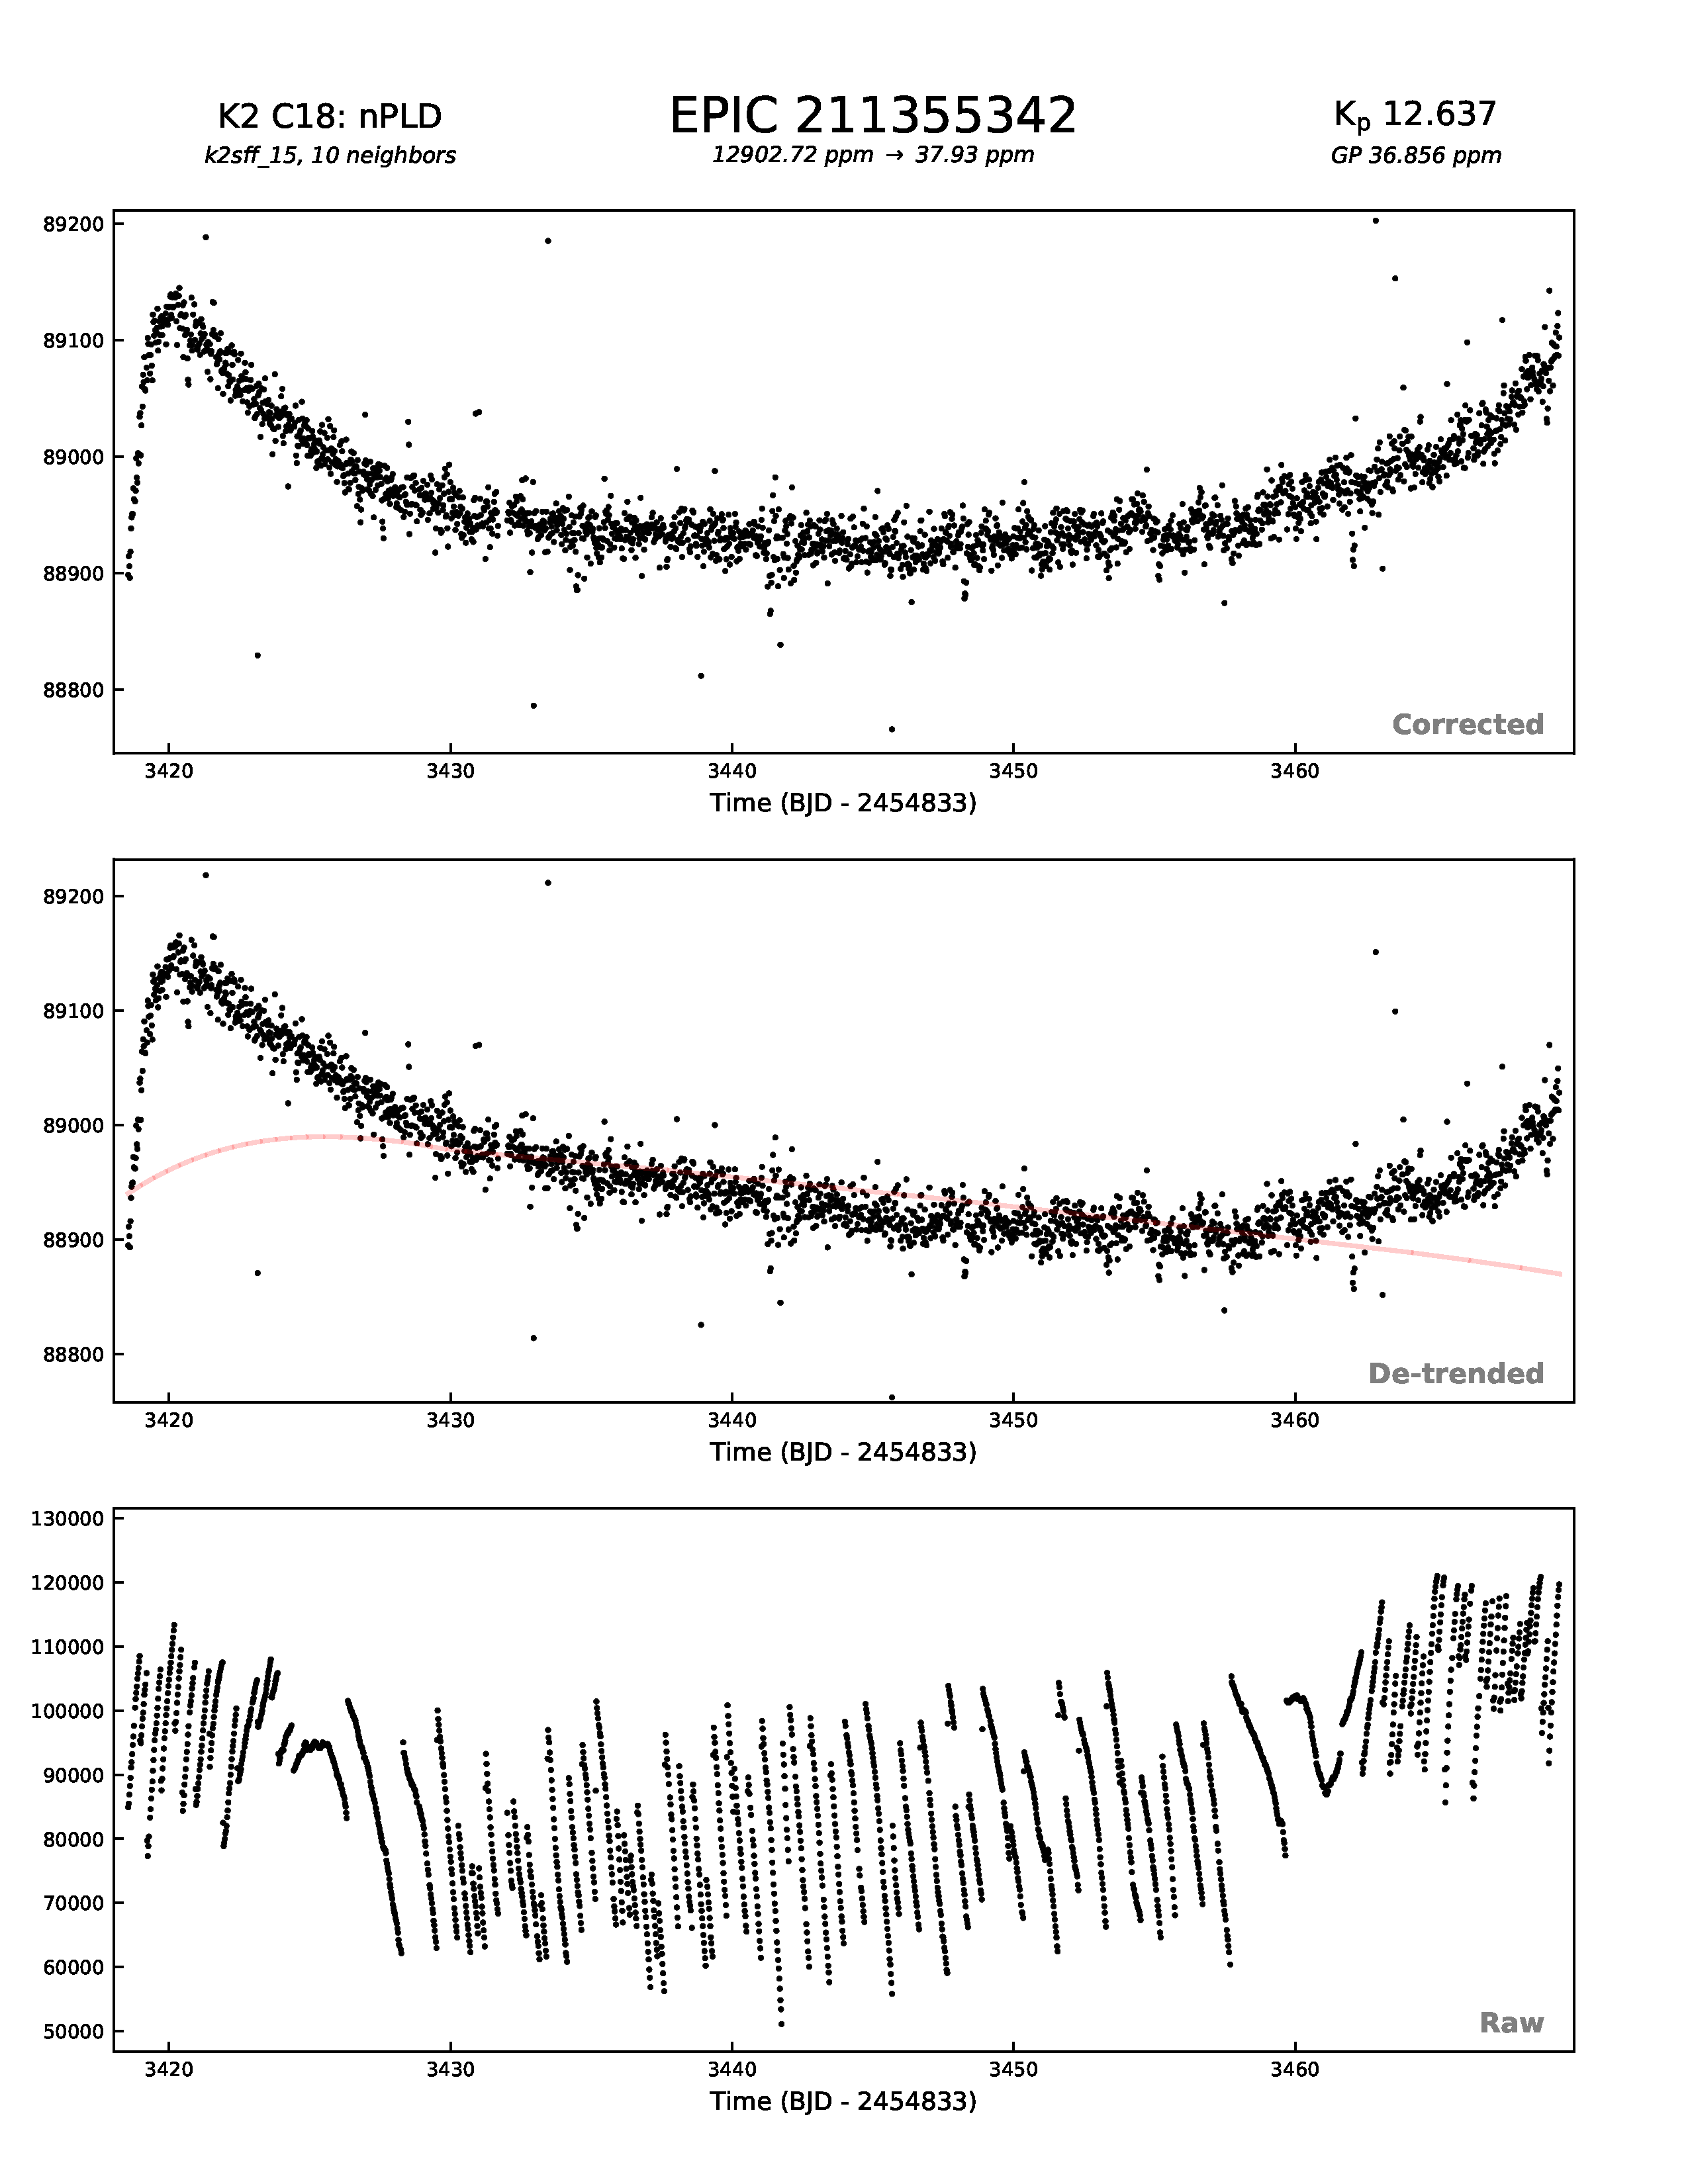 K2 C18: nPLD
k2sff_15, 10 neighbors
EPIC 211355342
12902.72 ppm → 37.93 ppm
Kp 12.637
GP 36.856 ppm
89200
89100
89000
88900
88800
Corrected
3420 3430 3440 3450 3460
Time (BJD - 2454833)
89200
89100
89000
88900
88800
De-trended
3420 3430 3440 3450 3460
Time (BJD - 2454833)
130000
120000
110000
100000
90000
80000
70000
60000
50000
Raw
3420 3430 3440 3450 3460
Time (BJD - 2454833)